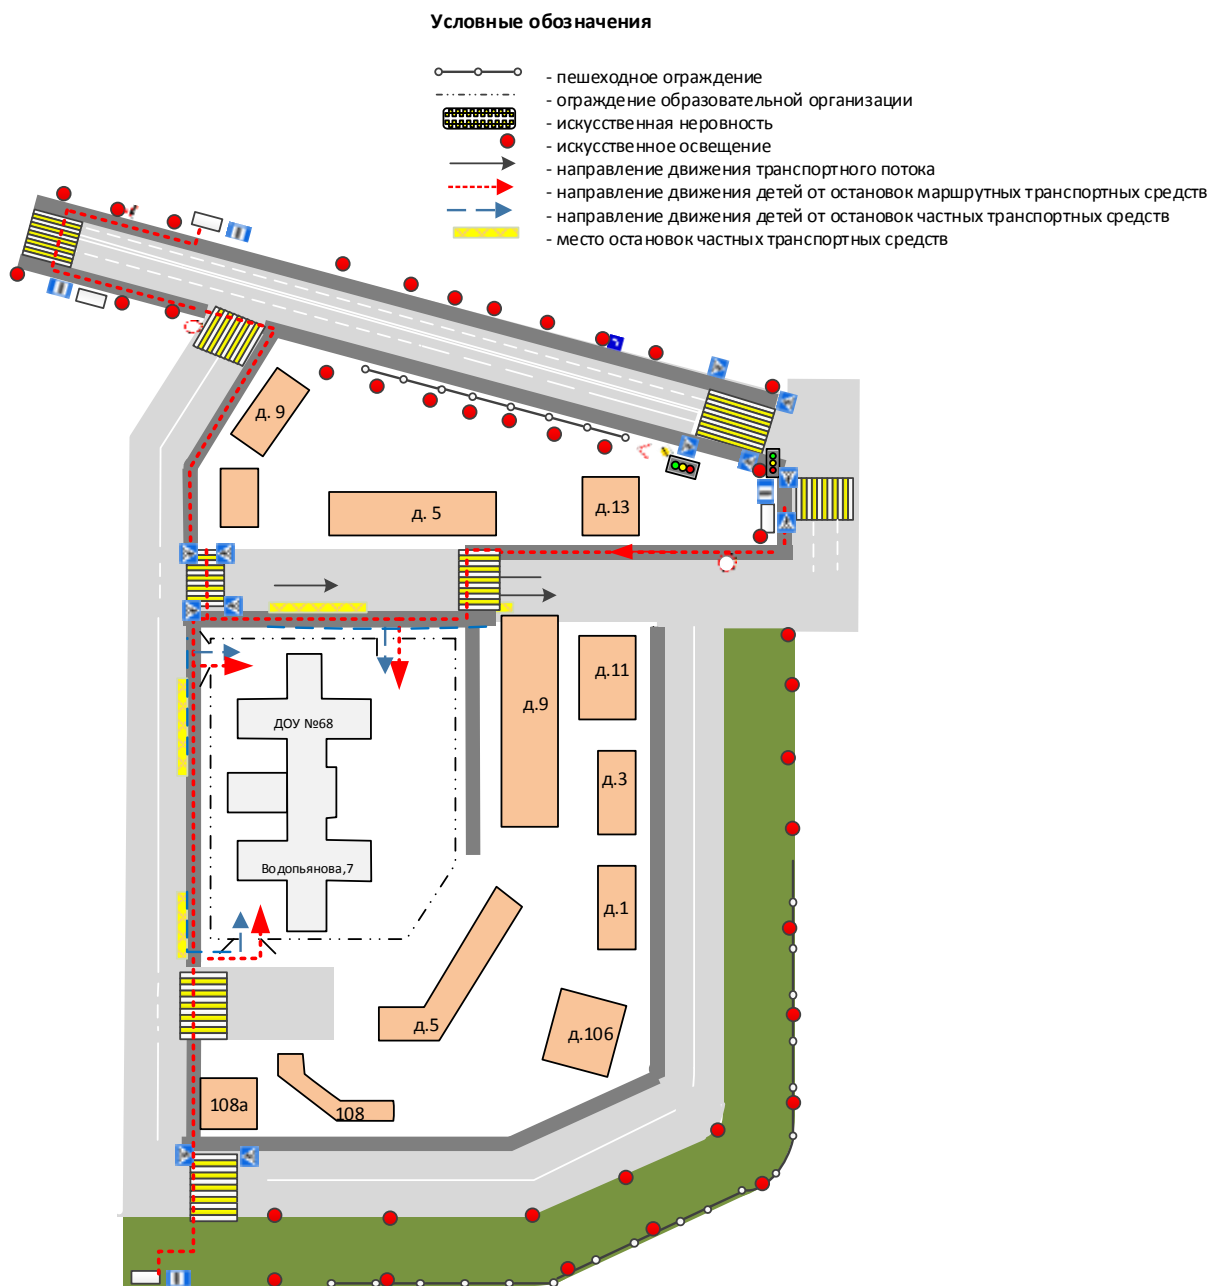 Условные обозначения
- пешеходное ограждение
- ограждение образовательной организации
- искусственная неровность
- искусственное освещение
- направление движения транспортного потока
- направление движения детей от остановок маршрутных транспортных средств
- направление движения детей от остановок частных транспортных средств
- место остановок частных транспортных средств
д. 9
д. 5
д.13
д.11
д.9
ДОУ №68
д.3
Водопьянова,7
д.1
д.5
д.106
108а
108